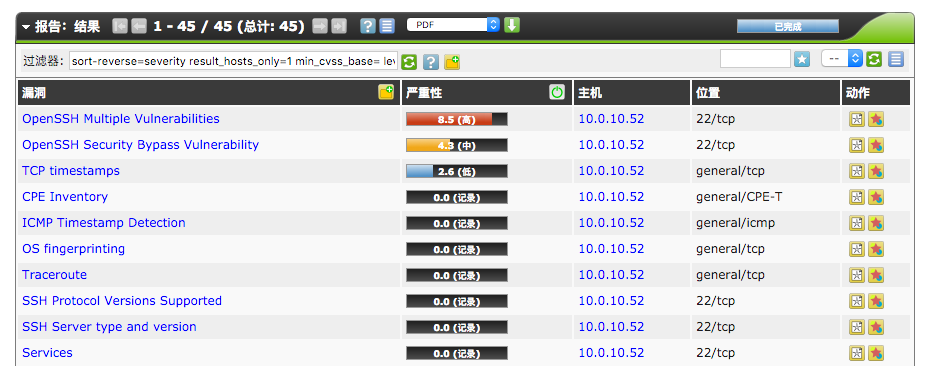 报告：结果 1 - 45 / 45 (总计: 45) ? PDF 已完成
过滤器： sort-reverse=severity result_hosts_only=1 min_cvss_base= lev ? --
漏洞 严重性 主机 位置 动作
OpenSSH Multiple Vulnerabilities 8.5 (高) 10.0.10.52 22/tcp
OpenSSH Security Bypass Vulnerability 4.3 (中) 10.0.10.52 22/tcp
TCP timestamps 2.6 (低) 10.0.10.52 general/tcp
CPE Inventory 0.0 (记录) 10.0.10.52 general/CPE-T
ICMP Timestamp Detection 0.0 (记录) 10.0.10.52 general/icmp
OS fingerprinting 0.0 (记录) 10.0.10.52 general/tcp
Traceroute 0.0 (记录) 10.0.10.52 general/tcp
SSH Protocol Versions Supported 0.0 (记录) 10.0.10.52 22/tcp
SSH Server type and version 0.0 (记录) 10.0.10.52 22/tcp
Services 0.0 (记录) 10.0.10.52 22/tcp